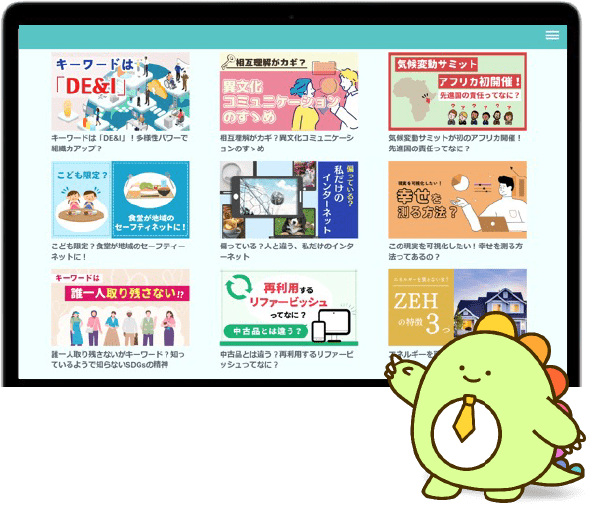 キーワードは
「DE&I」
キーワードは「DE&I」！多様性パワーで
組織力アップ？
相互理解がカギ？
異文化
コミュニケーション
のすゝめ
相互理解がカギ？異文化コミュニケーシ
ョンのすゝめ
気候変動サミット
アフリカ初開催！
先進国の責任ってなに？
気候変動サミットが初のアフリカ開催！
先進国の責任ってなに？
こども限定？
食堂が地域の
セーフティネットに！
こども限定？食堂が地域のセーフティー
ネットに！
偏っている？
私だけの
インターネット
偏っている？人と違う、私だけのインタ
ーネット
現実を可視化したい！
幸せを
測る方法？
この現実を可視化したい！幸せを測る方
法ってあるの？
キーワードは
誰一人取り残さない!?
誰一人取り残さないがキーワード？知っ
ているようで知らないSDGsの精神
再利用する
リファービッシュ
ってなに？
中古品とは違う？
中古品とは違う？再利用するリファービ
ッシュってなに？
ZEH
の特徴
3つ
エネルギーを